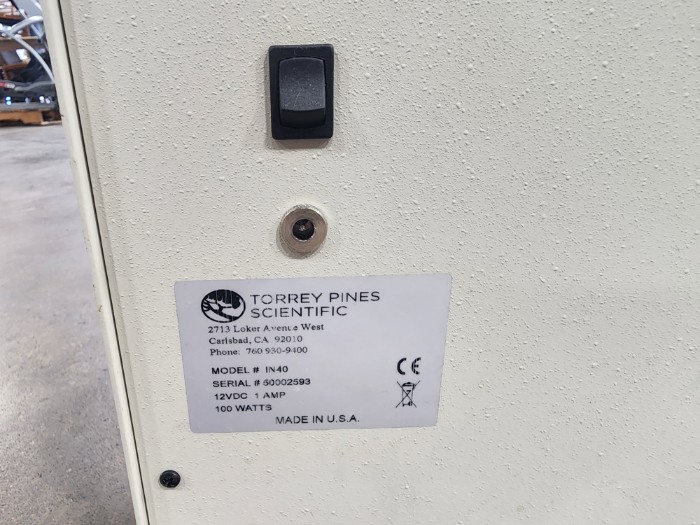 TORREY PINES
SCIENTIFIC
2713 Loker Avenue West
Carlsbad, CA 92010
Phone: 760 930-9400
MODEL # IN40
SERIAL # 50002593
12VDC 1 AMP
100 WATTS
CE
MADE IN U.S.A.